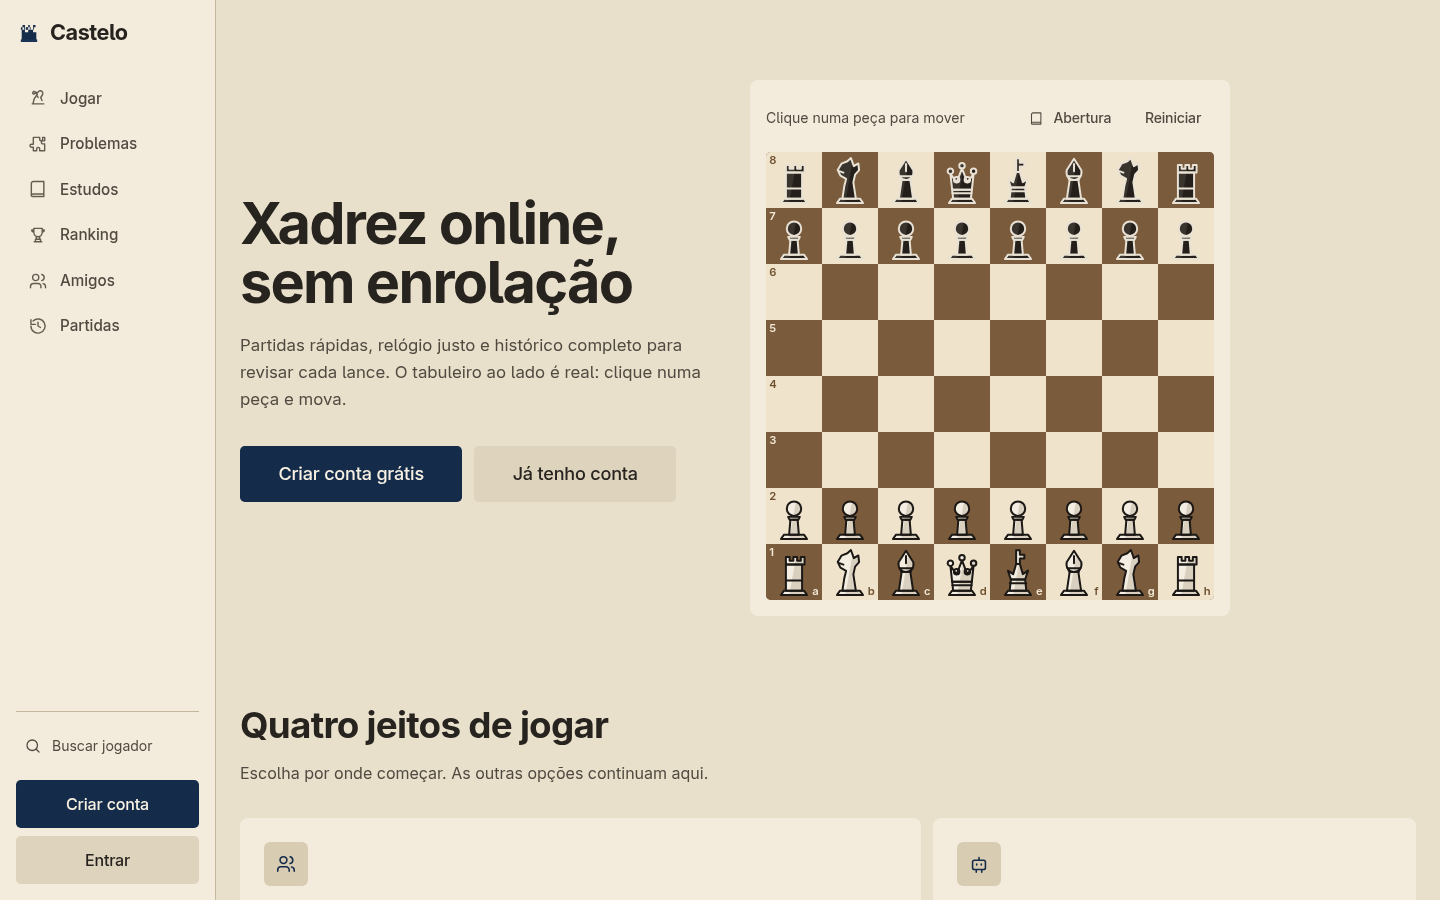 Castelo
Jogar
Problemas
Estudos
Ranking
Amigos
Partidas
Buscar jogador
Criar conta
Entrar
Xadrez online,
sem enrolação
Partidas rápidas, relógio justo e histórico completo para
revisar cada lance. O tabuleiro ao lado é real: clique numa
peça e mova.
Criar conta grátis
Já tenho conta
Clique numa peça para mover
Abertura
Reiniciar
8
7
6
5
4
3
2
1
a b c d e f g h
Quatro jeitos de jogar
Escolha por onde começar. As outras opções continuam aqui.